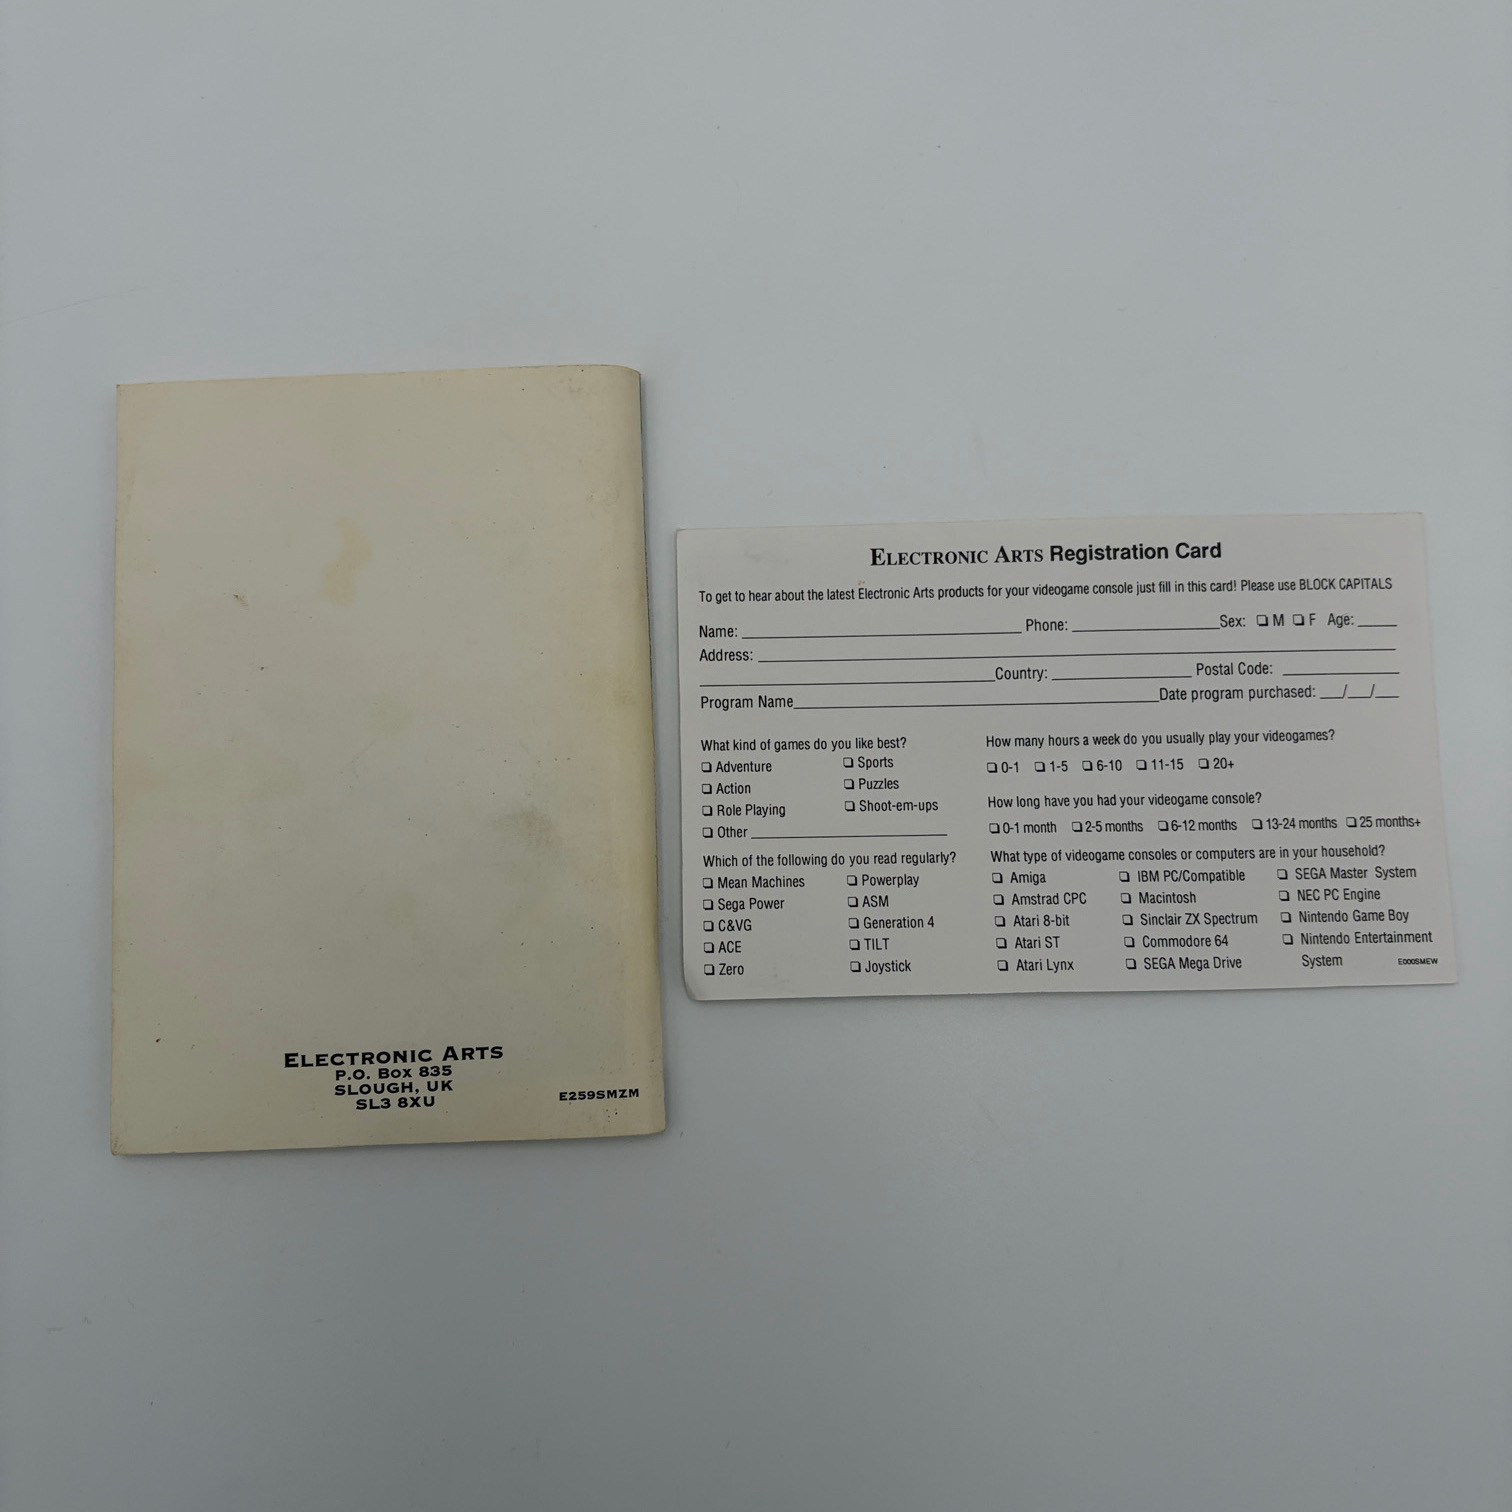 ELECTRONIC ARTS
P.O. BOX 835
SLOUGH, UK
SL3 8XU
E259SMZM
ELECTRONIC ARTS Registration Card
To get to hear about the latest Electronic Arts products for your videogame console just fill in this card! Please use BLOCK CAPITALS
Name: Phone: Sex: M F Age:
Address:
Country: Postal Code:
Program Name Date program purchased: / /
What kind of games do you like best?
Adventure Sports
Action Puzzles
Role Playing Shoot-em-ups
Other
Which of the following do you read regularly?
Mean Machines Powerplay
Sega Power ASM
C&VG Generation 4
ACE TILT
Zero Joystick
How many hours a week do you usually play your videogames?
0-1 1-5 6-10 11-15 20+
How long have you had your videogame console?
0-1 month 2-5 months 6-12 months 13-24 months 25 months+
What type of videogame consoles or computers are in your household?
Amiga IBM PC/Compatible SEGA Master System
Amstrad CPC Macintosh NEC PC Engine
Atari 8-bit Sinclair ZX Spectrum Nintendo Game Boy
Atari ST Commodore 64 Nintendo Entertainment
Atari Lynx SEGA Mega Drive System
E000SMEW